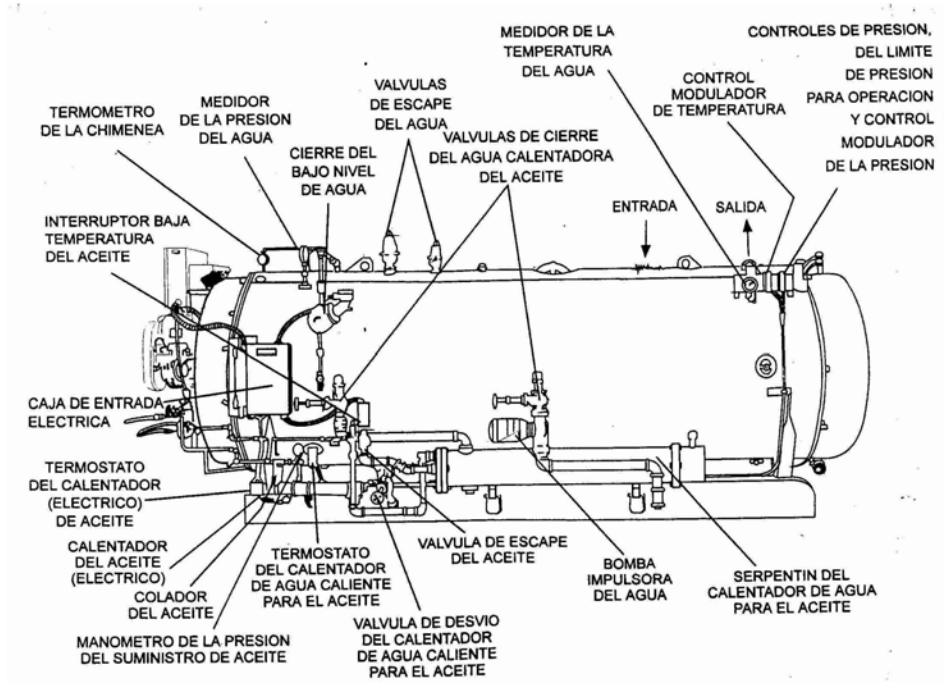 MEDIDOR DE LA
TEMPERATURA
DEL AGUA
CONTROLES DE PRESION,
DEL LIMITE
DE PRESION
PARA OPERACION
Y CONTROL
MODULADOR
DE LA PRESION
CONTROL
MODULADOR
DE TEMPERATURA
VALVULAS
DE ESCAPE
DEL AGUA
MEDIDOR
DE LA PRESION
DEL AGUA
TERMOMETRO
DE LA CHIMENEA
VALVULAS DE CIERRE
DEL AGUA CALENTADORA
DEL ACEITE
CIERRE DEL
BAJO NIVEL
DE AGUA
INTERRUPTOR BAJA
TEMPERATURA
DEL ACEITE
ENTRADA
SALIDA
CAJA DE ENTRADA
ELECTRICA
TERMOSTATO
DEL CALENTADOR
(ELECTRICO)
DE ACEITE
CALENTADOR
DEL ACEITE
(ELECTRICO)
COLADOR
DEL ACEITE
MANOMETRO DE LA PRESION
DEL SUMINISTRO DE ACEITE
TERMOSTATO
DEL CALENTADOR
DE AGUA CALIENTE
PARA EL ACEITE
VALVULA DE DESVIO
DEL CALENTADOR
DE AGUA CALIENTE
PARA EL ACEITE
VALVULA DE ESCAPE
DEL ACEITE
BOMBA
IMPULSORA
DEL AGUA
SERPENTIN DEL
CALENTADOR DE AGUA
PARA EL ACEITE